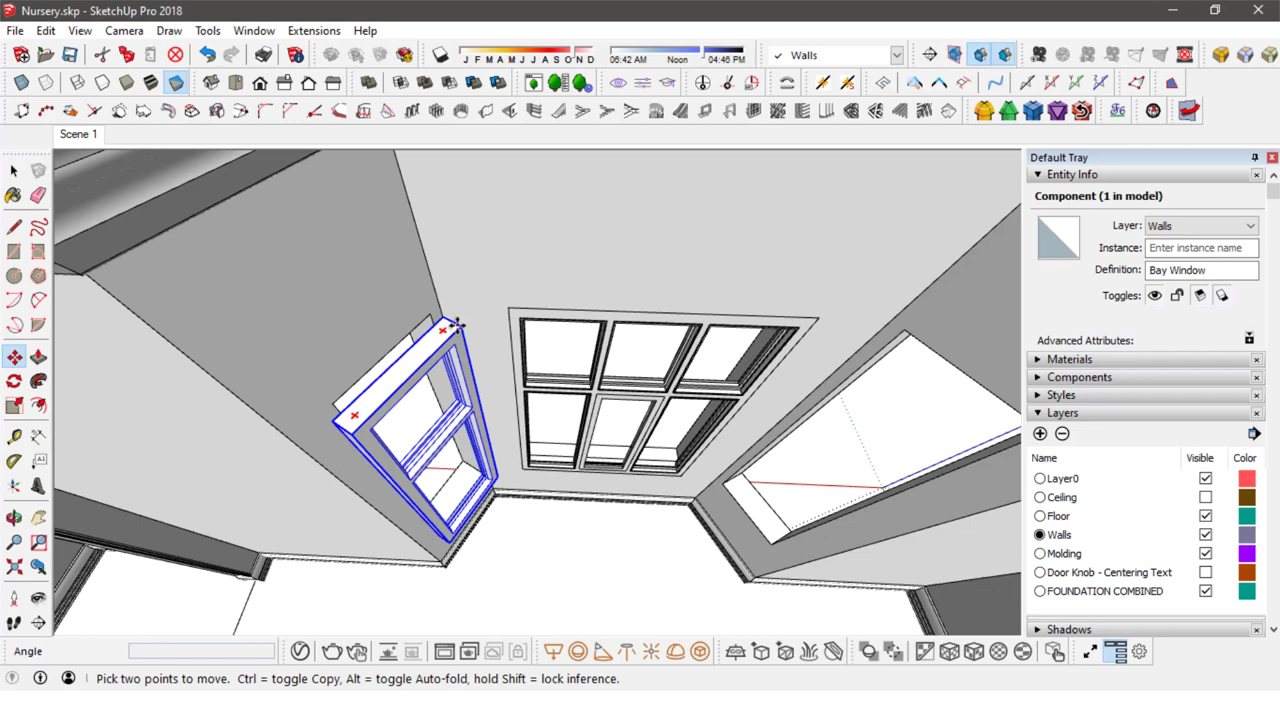 Nursery.skp - SketchUp Pro 2018
File Edit View Camera Draw Tools Window Extensions Help
J F M A M J J A S O N D
06:42 AM Noon 04:46 PM
✓ Walls
Scene 1
Default Tray
Entity Info
Component (1 in model)
Layer: Walls
Instance: Enter instance name
Definition: Bay Window
Toggles:
Advanced Attributes:
Materials
Components
Styles
Layers
Name Visible Color
Layer0
Ceiling
Floor
Walls
Molding
Door Knob - Centering Text
FOUNDATION COMBINED
Shadows
Angle
Pick two points to move. Ctrl = toggle Copy, Alt = toggle Auto-fold, hold Shift = lock inference.